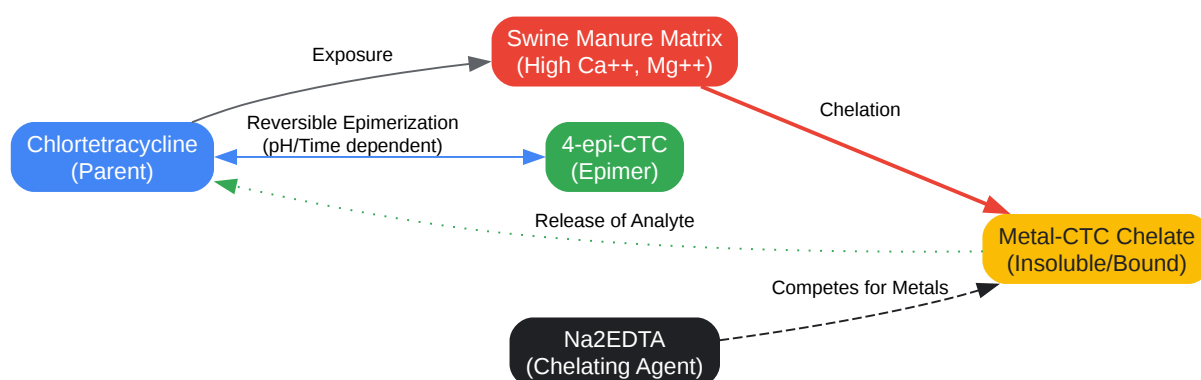 Swine Manure Matrix
(High Ca++, Mg++)
Exposure
Chelation
Reversible Epimerization
(pH/Time dependent)
Chlortetracycline
(Parent)
4-epi-CTC
(Epimer)
Release of Analyte
Metal-CTC Chelate
(Insoluble/Bound)
Competes for Metals
Na2EDTA
(Chelating Agent)